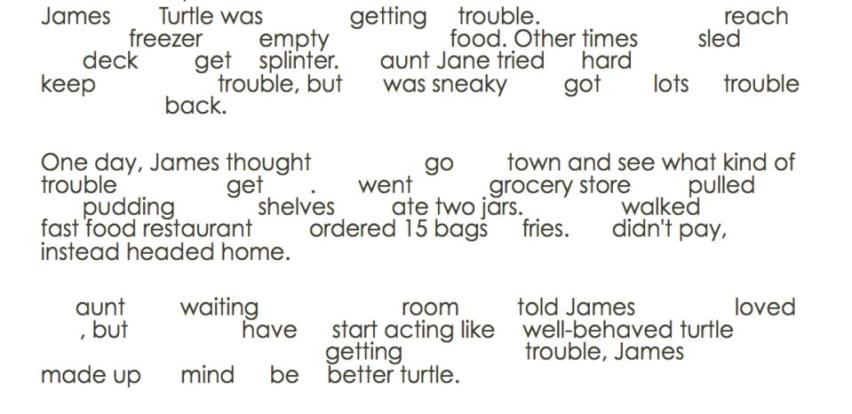 James Turtle was getting trouble. reach
freezer empty food. Other times sled
deck get splinter. aunt Jane tried hard
keep trouble, but was sneaky got lots trouble
back.
One day, James thought go town and see what kind of
trouble get . went grocery store pulled
pudding shelves ate two jars. walked
fast food restaurant ordered 15 bags fries. didn't pay,
instead headed home.
aunt waiting room told James loved
, but have start acting like well-behaved turtle
getting trouble, James
made up mind be better turtle.